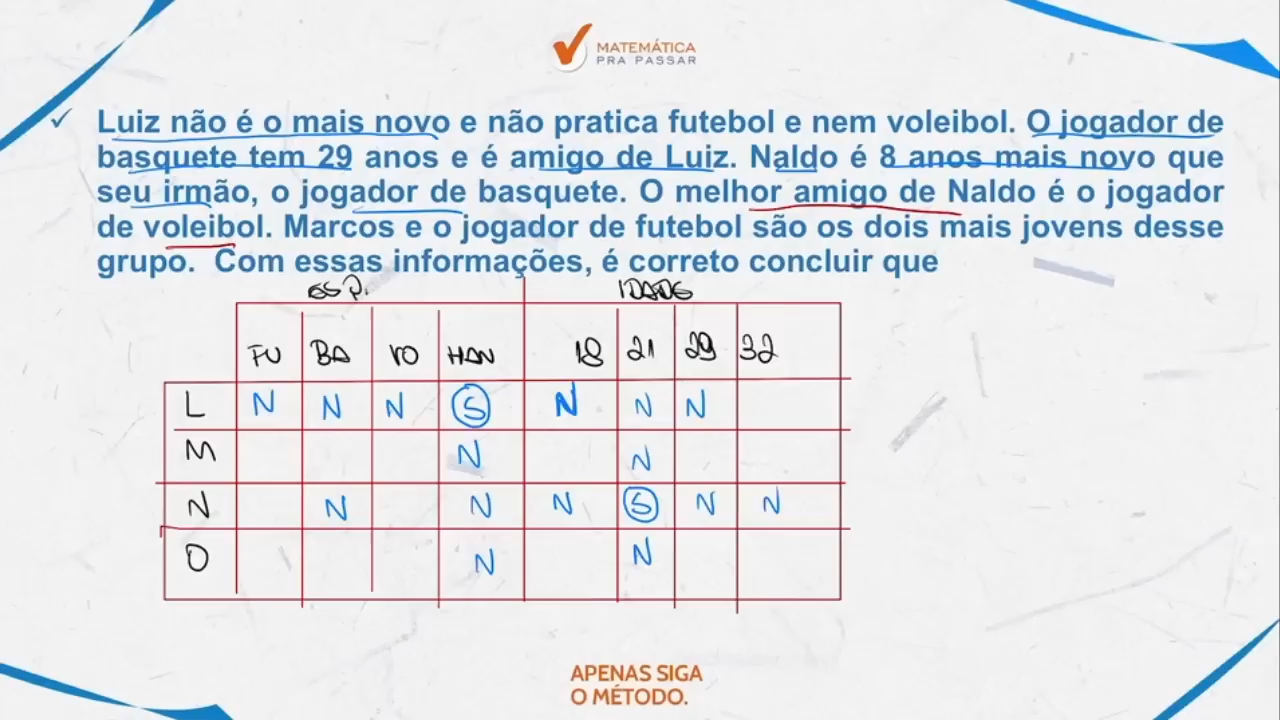 MATEMÁTICA
PRA PASSAR
✓ Luiz não é o mais novo e não pratica futebol e nem voleibol. O jogador de
basquete tem 29 anos e é amigo de Luiz. Naldo é 8 anos mais novo que
seu irmão, o jogador de basquete. O melhor amigo de Naldo é o jogador
de voleibol. Marcos e o jogador de futebol são os dois mais jovens desse
grupo. Com essas informações, é correto concluir que
ESP. IDADE
FU BA VO HAN 18 21 29 32
L N N N S N N N
M N N
N N N N S N N
O N N
APENAS SIGA
O MÉTODO.